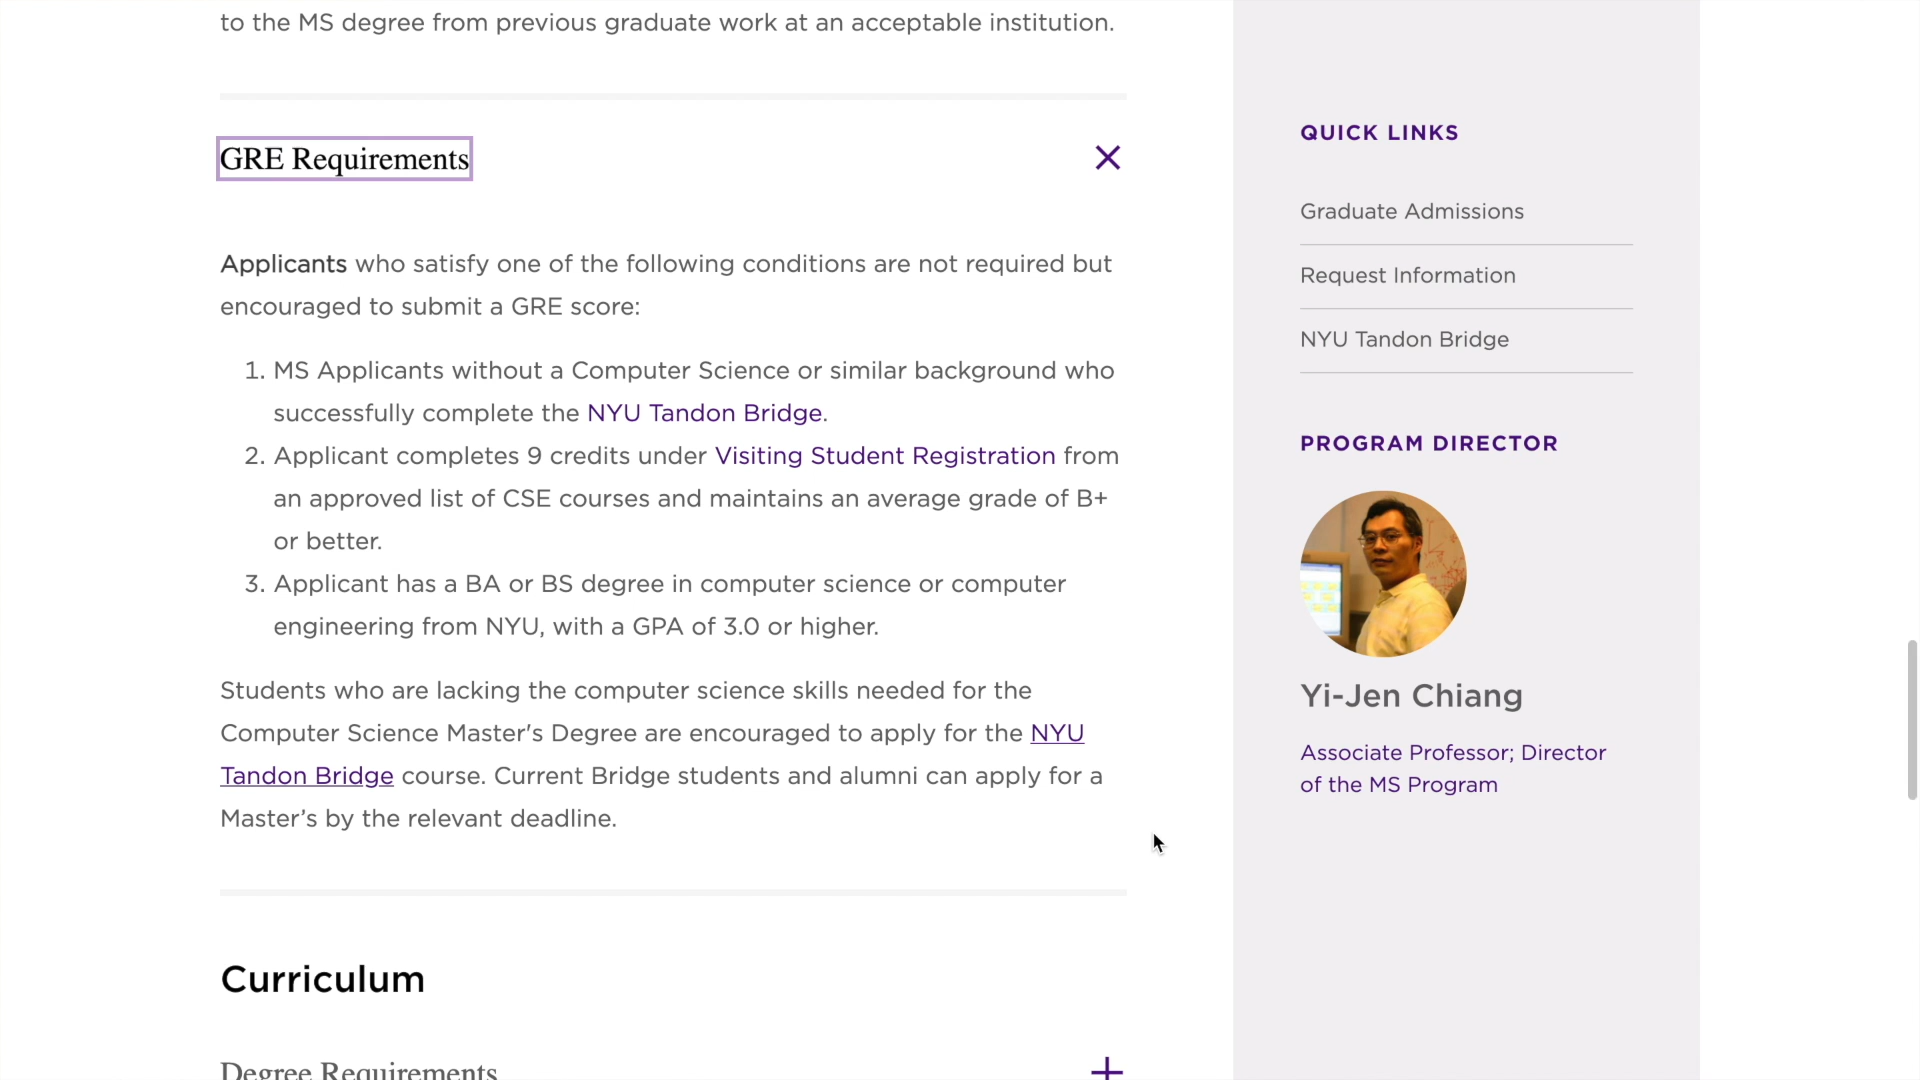 to the MS degree from previous graduate work at an acceptable institution.
GRE Requirements
Applicants who satisfy one of the following conditions are not required but
encouraged to submit a GRE score:
1. MS Applicants without a Computer Science or similar background who
successfully complete the NYU Tandon Bridge.
2. Applicant completes 9 credits under Visiting Student Registration from
an approved list of CSE courses and maintains an average grade of B+
or better.
3. Applicant has a BA or BS degree in computer science or computer
engineering from NYU, with a GPA of 3.0 or higher.
Students who are lacking the computer science skills needed for the
Computer Science Master's Degree are encouraged to apply for the NYU
Tandon Bridge course. Current Bridge students and alumni can apply for a
Master’s by the relevant deadline.
Curriculum
Degree Requirements
QUICK LINKS
Graduate Admissions
Request Information
NYU Tandon Bridge
PROGRAM DIRECTOR
Yi-Jen Chiang
Associate Professor; Director
of the MS Program